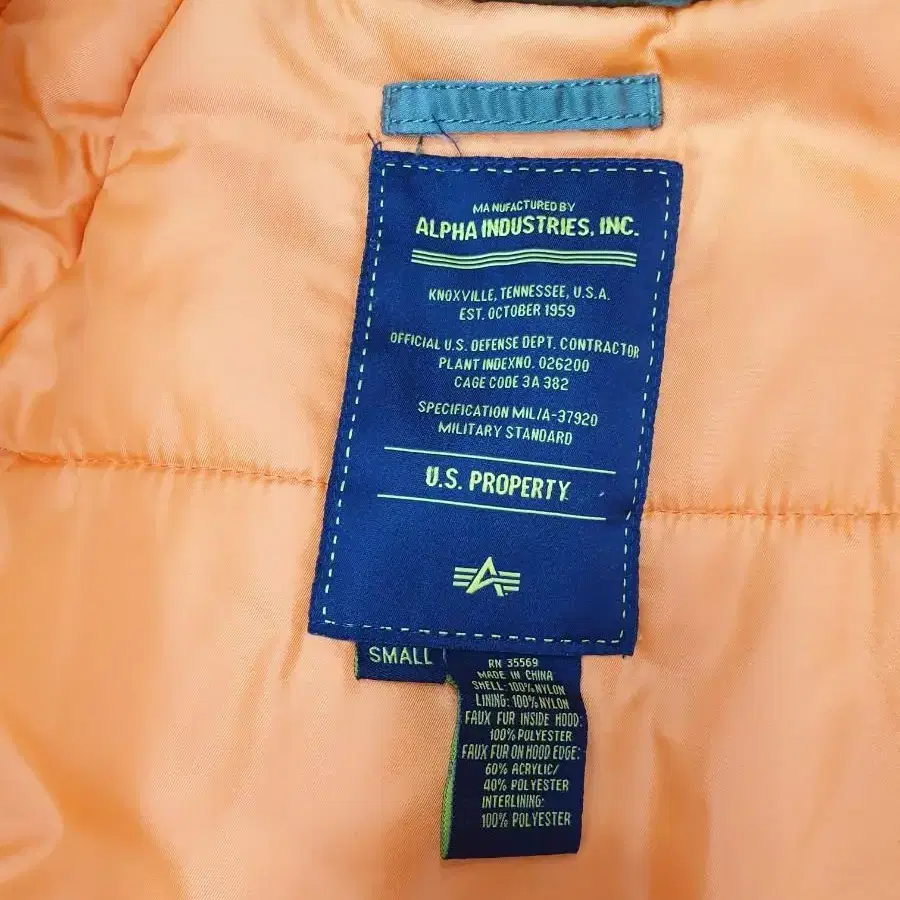 MANUFACTURED BY
ALPHA INDUSTRIES, INC.
KNOXVILLE, TENNESSEE, U.S.A.
EST. OCTOBER 1959
OFFICIAL U.S. DEFENSE DEPT. CONTRACTOR
PLANT INDEXNO. 026200
CAGE CODE 3A 382
SPECIFICATION MIL/A-37920
MILITARY STANDARD
U.S. PROPERTY
SMALL
RN 35569
MADE IN CHINA
SHELL: 100% NYLON
LINING: 100% NYLON
FAUX FUR INSIDE HOOD:
100% POLYESTER
FAUX FUR ON HOOD EDGE:
60% ACRYLIC/
40% POLYESTER
INTERLINING:
100% POLYESTER